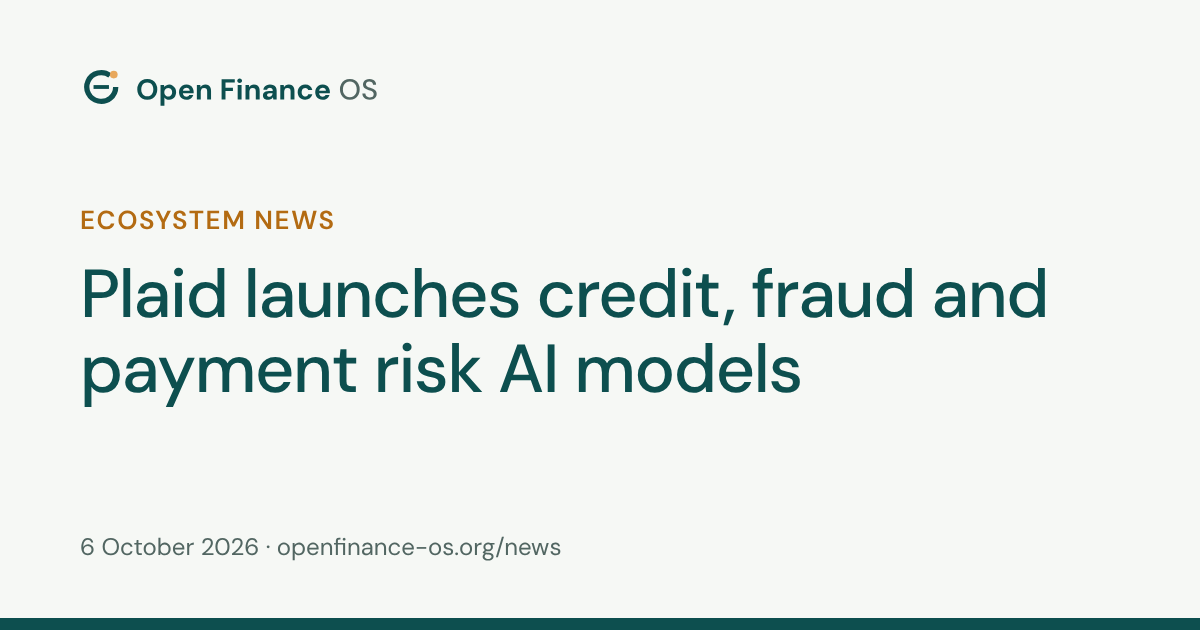 Open Finance OS
ECOSYSTEM NEWS
Plaid launches credit, fraud and
payment risk AI models
6 October 2026 · openfinance-os.org/news